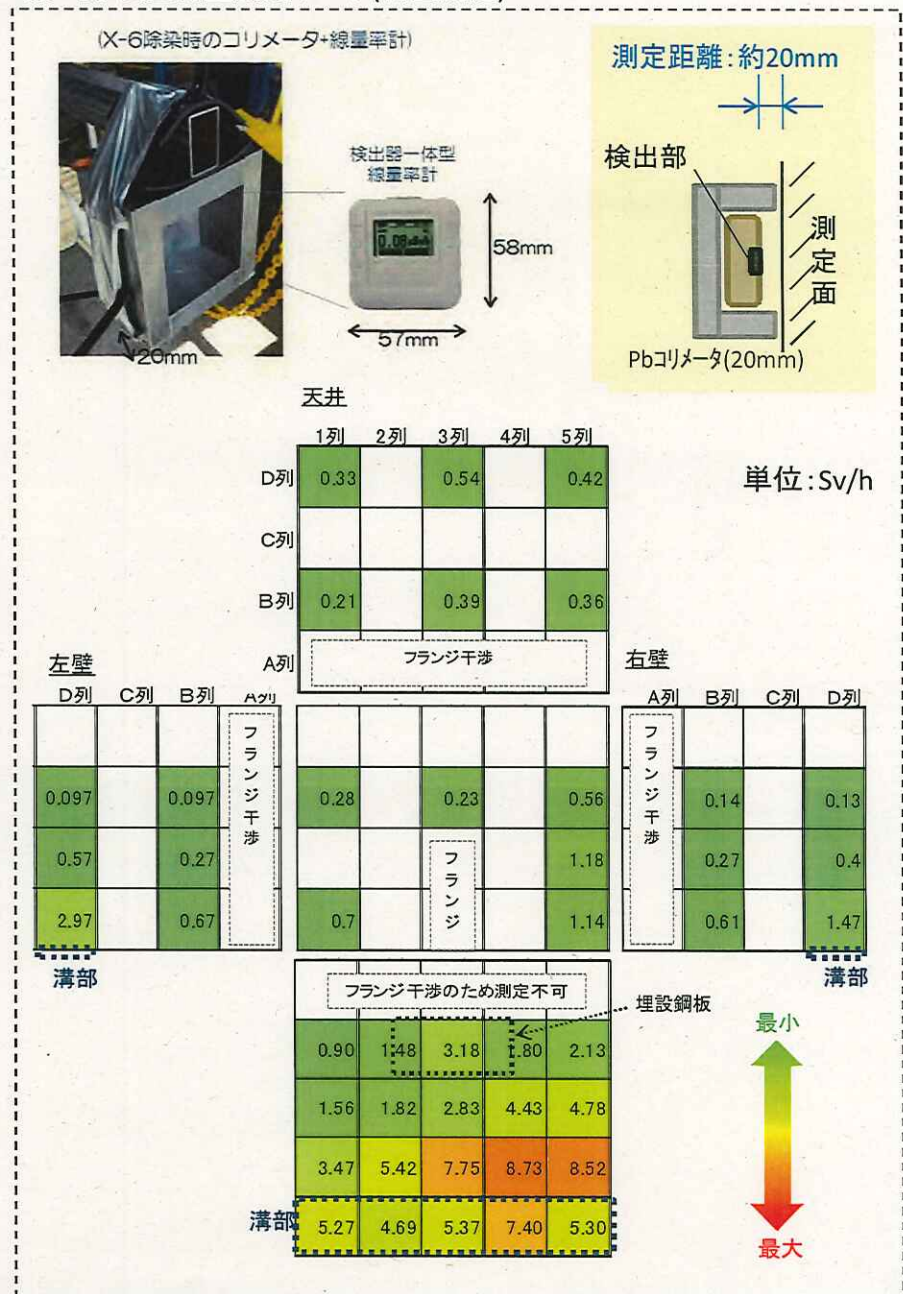 (X-6除染時のコリメータ+線量率計)
20mm
検出器一体型
線量率計
58mm
57mm
測定距離:約20mm
検出部
測定面
Pbコリメータ(20mm)
天井
1列 2列 3列 4列 5列
単位:Sv/h
D列 0.33 0.54 0.42
C列
B列 0.21 0.39 0.36
A列 フランジ干渉
左壁
D列 C列 B列 A列
フランジ干渉
0.097 0.097
0.57 0.27
2.97 0.67
溝部
0.28 0.23 0.56
1.18
0.7 1.14
フランジ
右壁
A列 B列 C列 D列
フランジ干渉
0.14 0.13
0.27 0.4
0.61 1.47
溝部
フランジ干渉のため測定不可
埋設鋼板
0.90 1.48 3.18 1.80 2.13
1.56 1.82 2.83 4.43 4.78
3.47 5.42 7.75 8.73 8.52
溝部 5.27 4.69 5.37 7.40 5.30
最小
最大